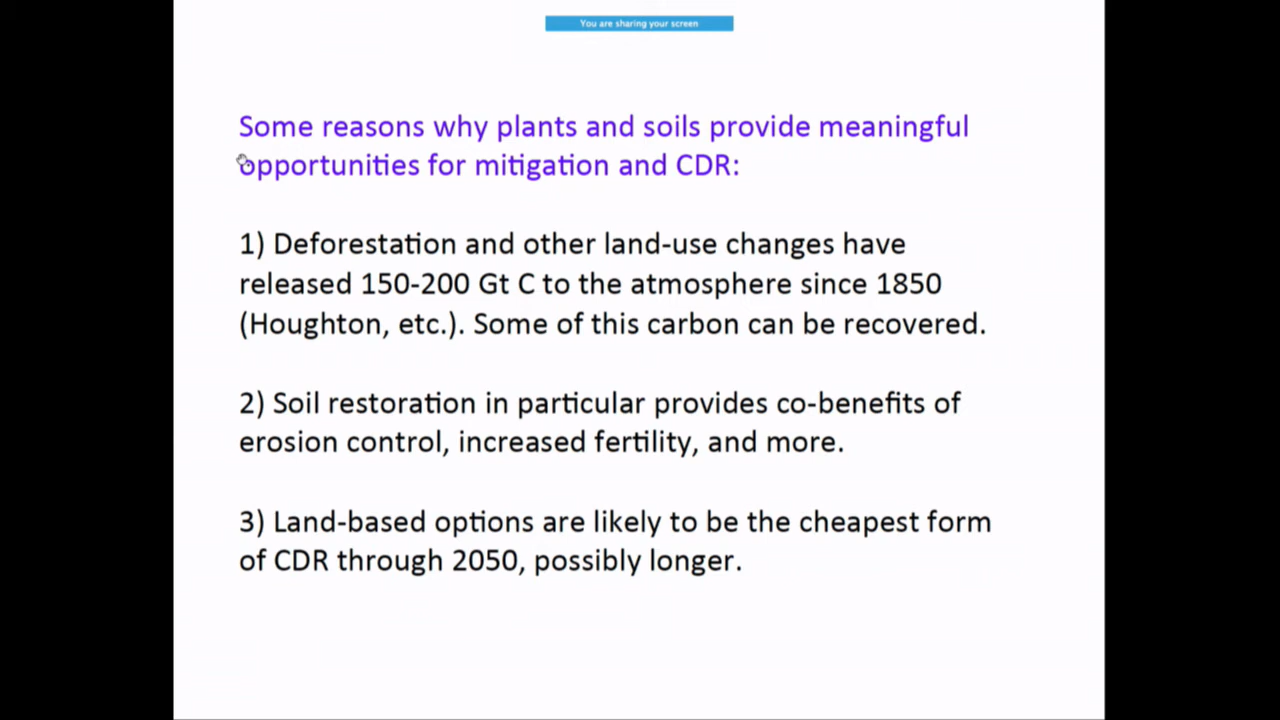 You are sharing your screen
Some reasons why plants and soils provide meaningful
opportunities for mitigation and CDR:
1) Deforestation and other land-use changes have
released 150-200 Gt C to the atmosphere since 1850
(Houghton, etc.). Some of this carbon can be recovered.
2) Soil restoration in particular provides co-benefits of
erosion control, increased fertility, and more.
3) Land-based options are likely to be the cheapest form
of CDR through 2050, possibly longer.